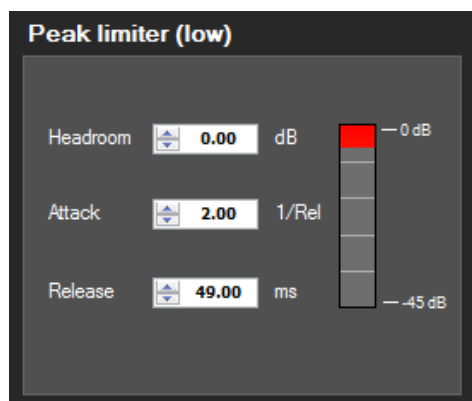 Peak limiter (low)
Headroom 0.00 dB
0 dB
Attack 2.00 1/Rel
Release 49.00 ms
-45 dB